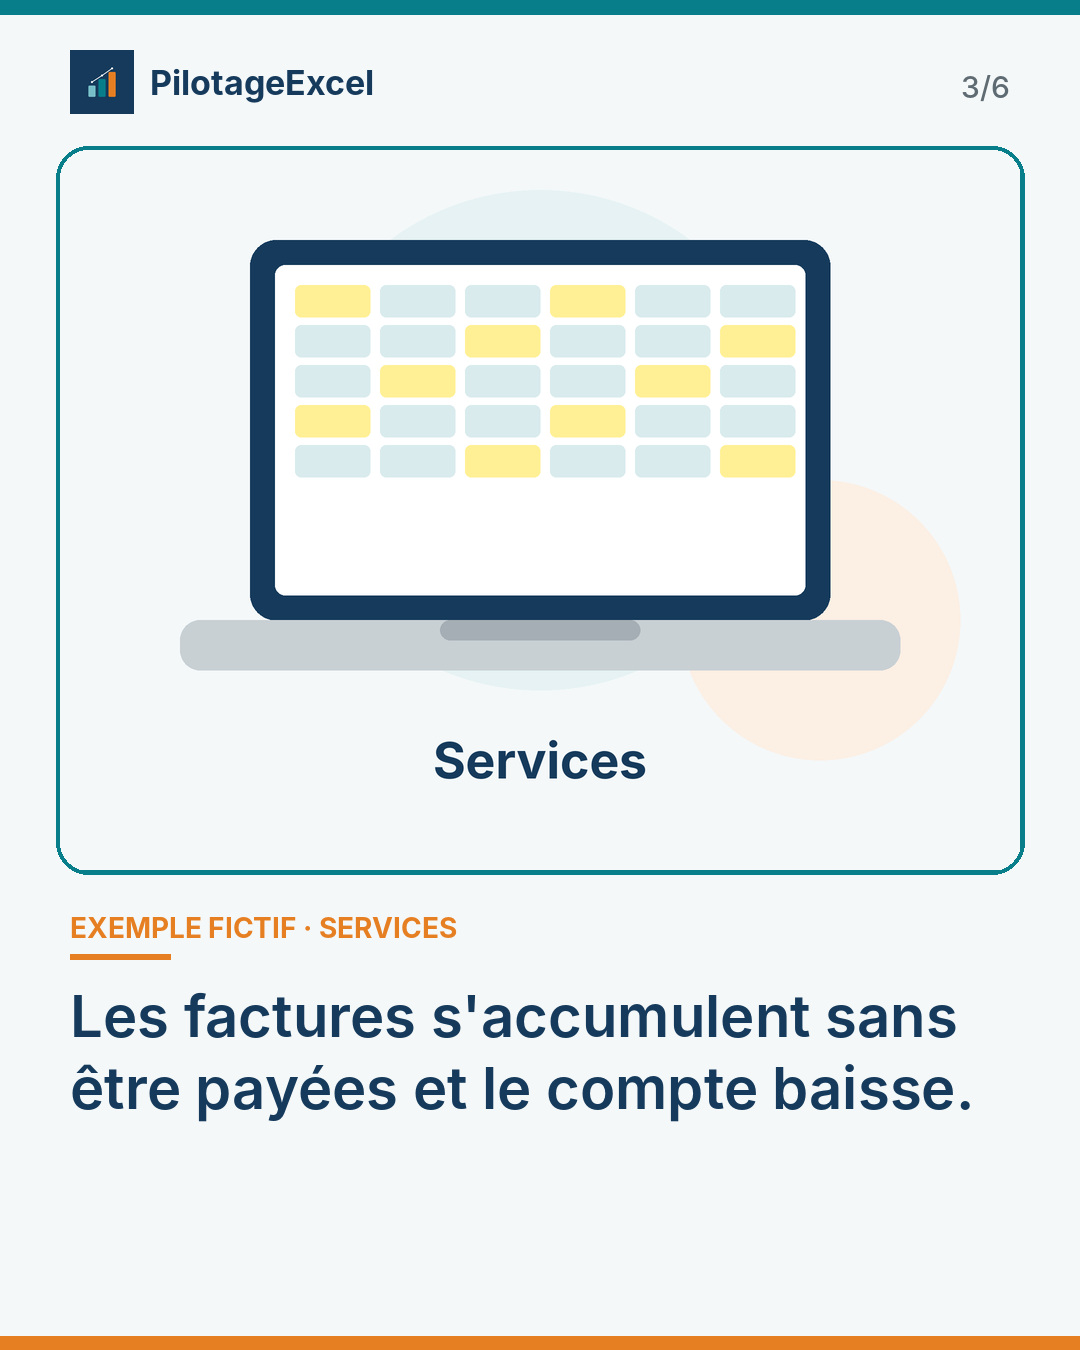 PilotageExcel
3/6
Services
EXEMPLE FICTIF · SERVICES
Les factures s'accumulent sans
être payées et le compte baisse.